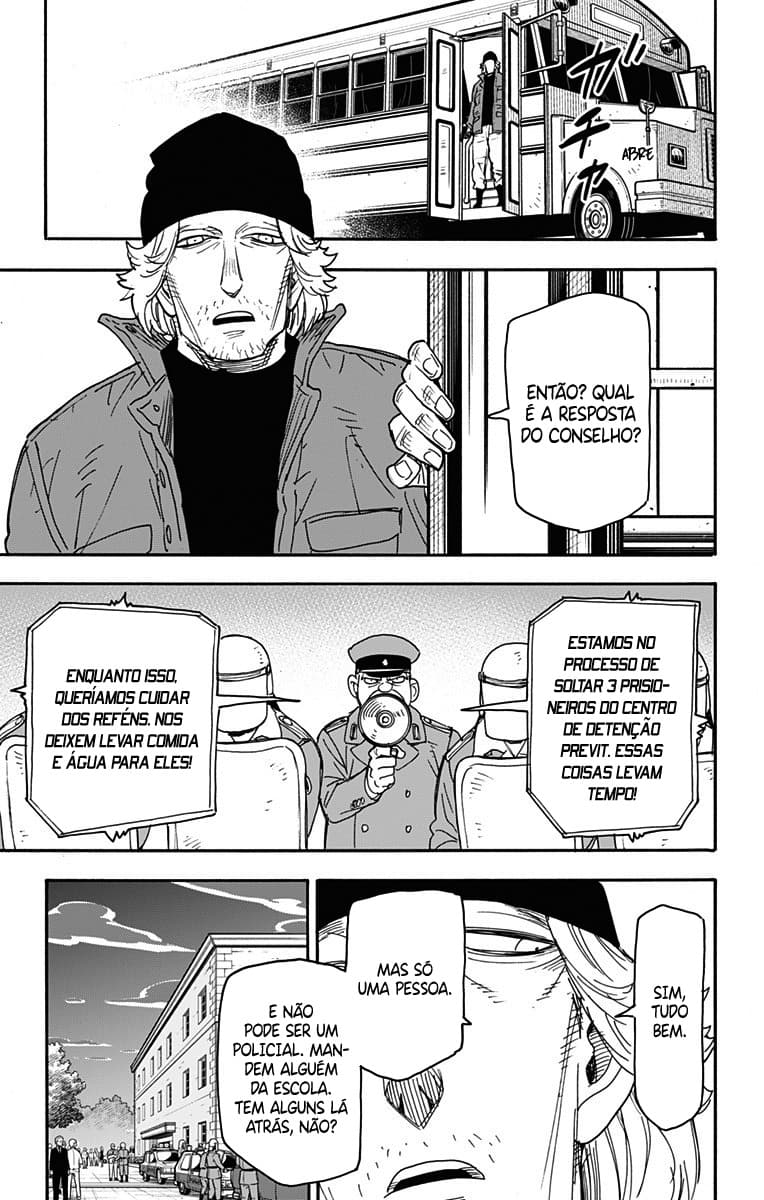 ガチャ
ABRE
ENTÃO? QUAL
É A RESPOSTA
DO CONSELHO?
ESTAMOS NO
PROCESSO DE
SOLTAR 3 PRISIO-
NEIROS DO CENTRO
DE DETENÇÃO
PREVIT. ESSAS
COISAS LEVAM
TEMPO!
ENQUANTO ISSO,
QUERÍAMOS CUIDAR
DOS REFÉNS. NOS
DEIXEM LEVAR COMIDA
E ÁGUA PARA ELES!
SIM,
TUDO
BEM.
MAS SÓ
UMA PESSOA.
E NÃO
PODE SER UM
POLICIAL. MAN-
DEM ALGUÉM
DA ESCOLA.
TEM ALGUNS LÁ
ATRÁS, NÃO?